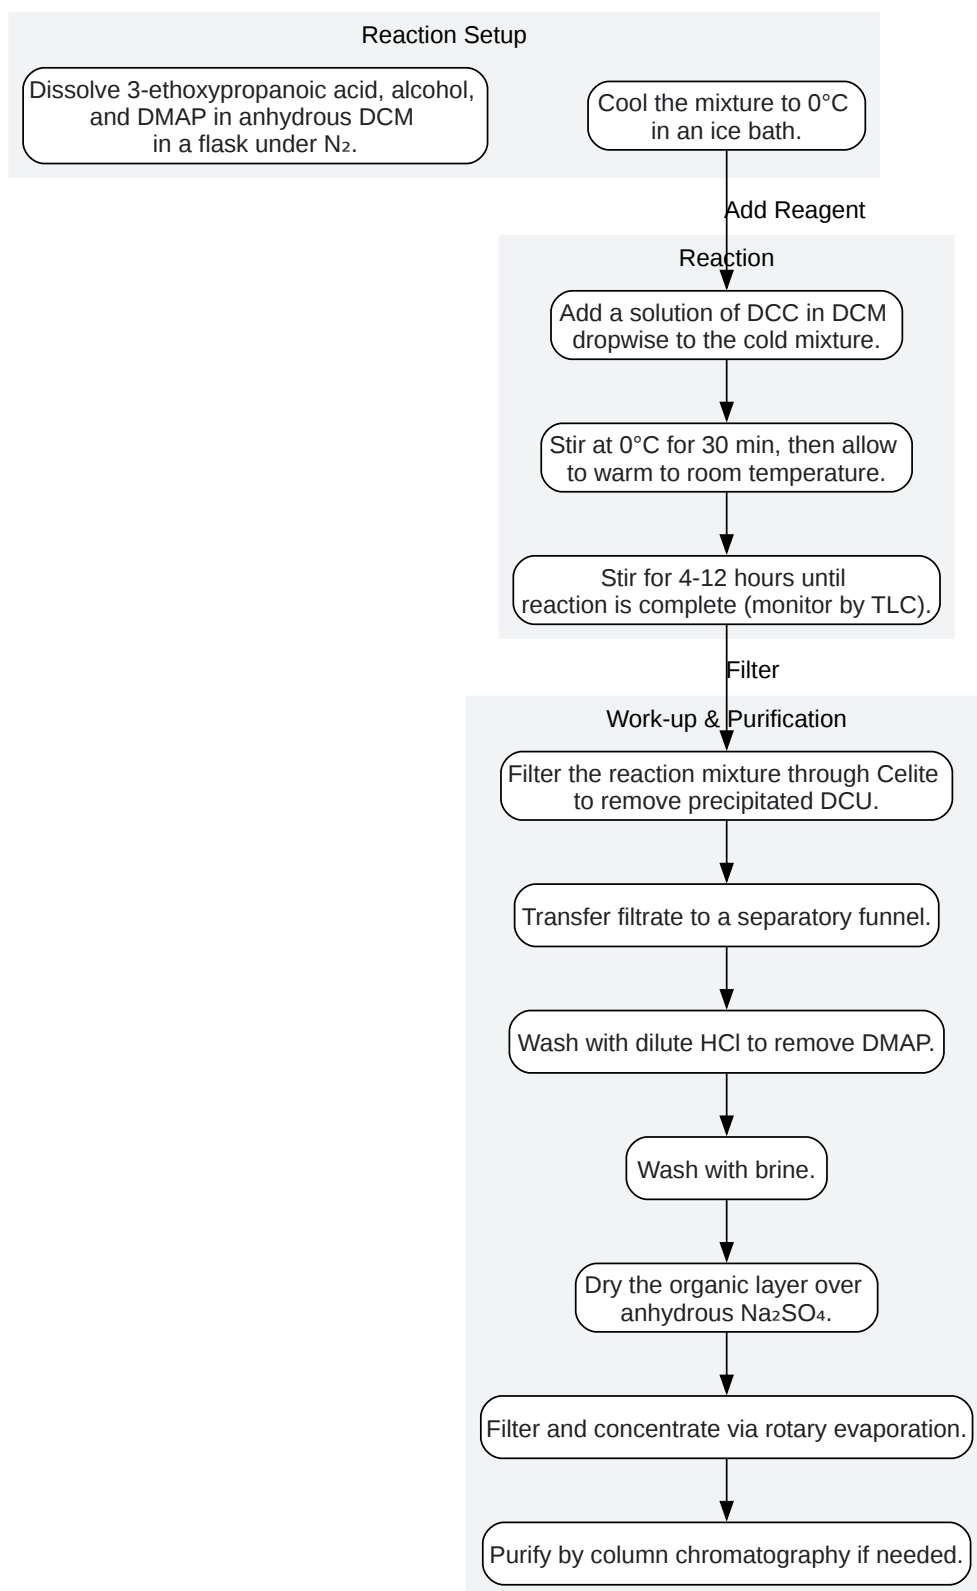 Reaction Setup
Dissolve 3-ethoxypropanoic acid, alcohol,
and DMAP in anhydrous DCM
in a flask under N₂.
Cool the mixture to 0°C
in an ice bath.
Add Reagent
Reaction
Add a solution of DCC in DCM
dropwise to the cold mixture.
Stir at 0°C for 30 min, then allow
to warm to room temperature.
Stir for 4-12 hours until
reaction is complete (monitor by TLC).
Filter
Work-up & Purification
Filter the reaction mixture through Celite
to remove precipitated DCU.
Transfer filtrate to a separatory funnel.
Wash with dilute HCl to remove DMAP.
Wash with brine.
Dry the organic layer over
anhydrous Na₂SO₄.
Filter and concentrate via rotary evaporation.
Purify by column chromatography if needed.